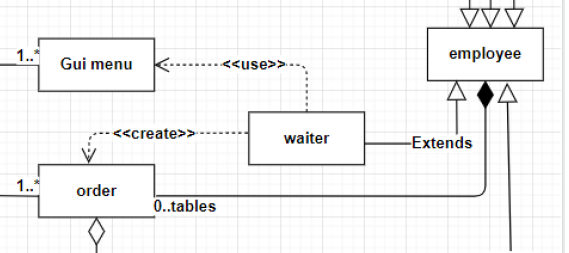 employee
1..*
Gui menu
<<use>>
<<create>>
waiter
Extends
1..*
order
0..tables